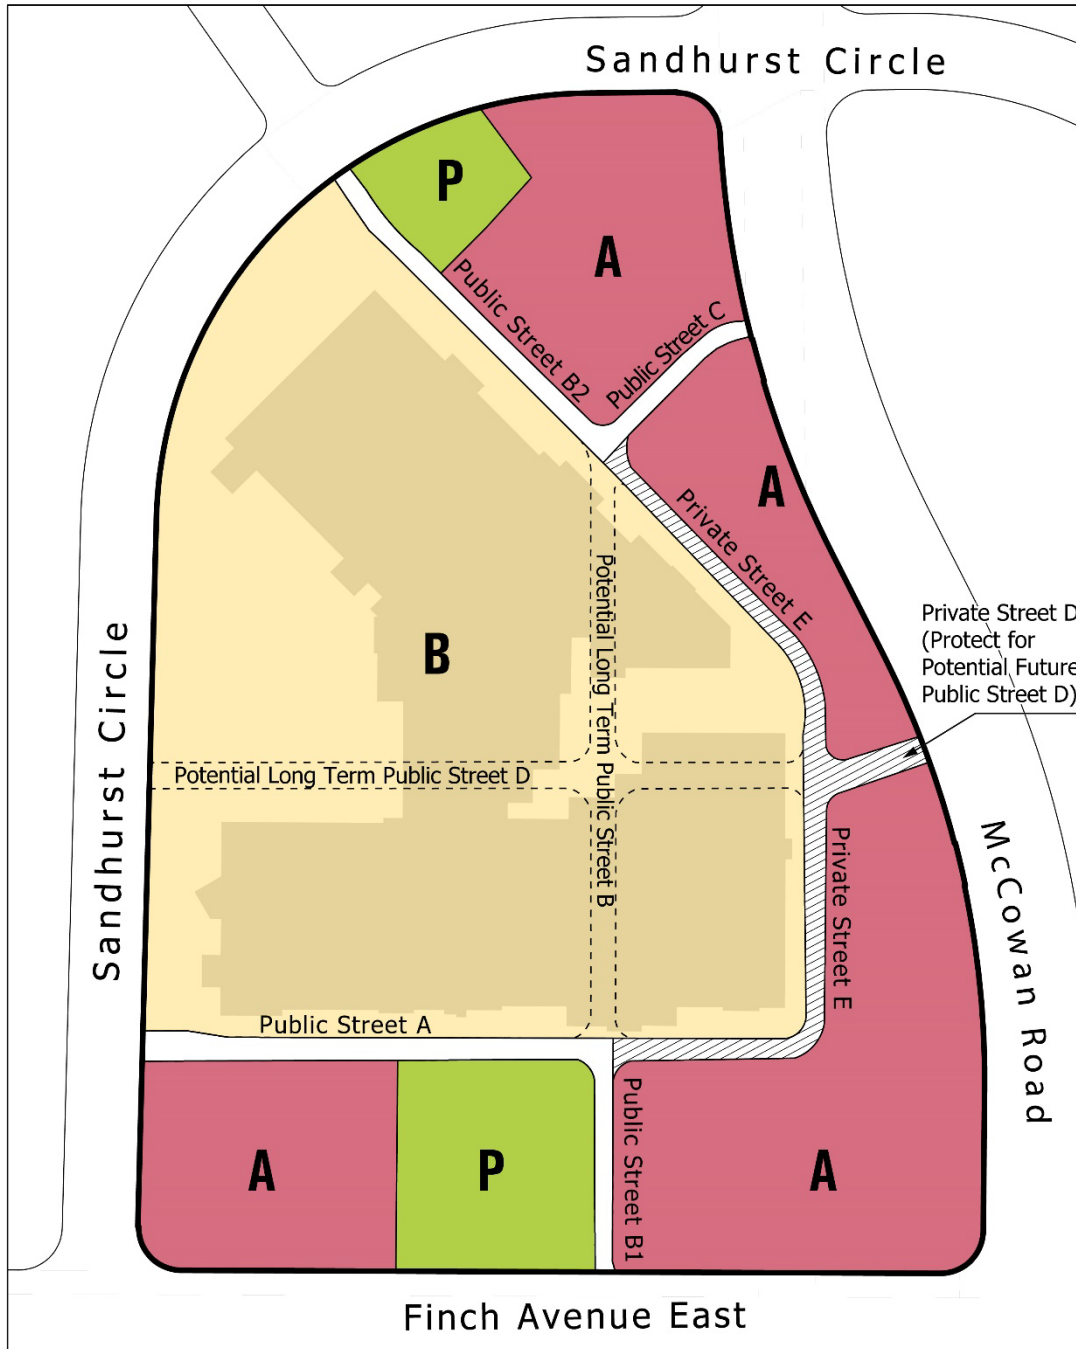 Sandhurst Circle
P
A
Public Street B2
Public Street C
A
Private Street E
Potential Long Term Public Street B
Private Street D
(Protect for
Potential Future
Public Street D)
B
Sandhurst Circle
Potential Long Term Public Street D
Private Street E
McCowan Road
Public Street A
A
P
Public Street B1
A
Finch Avenue East